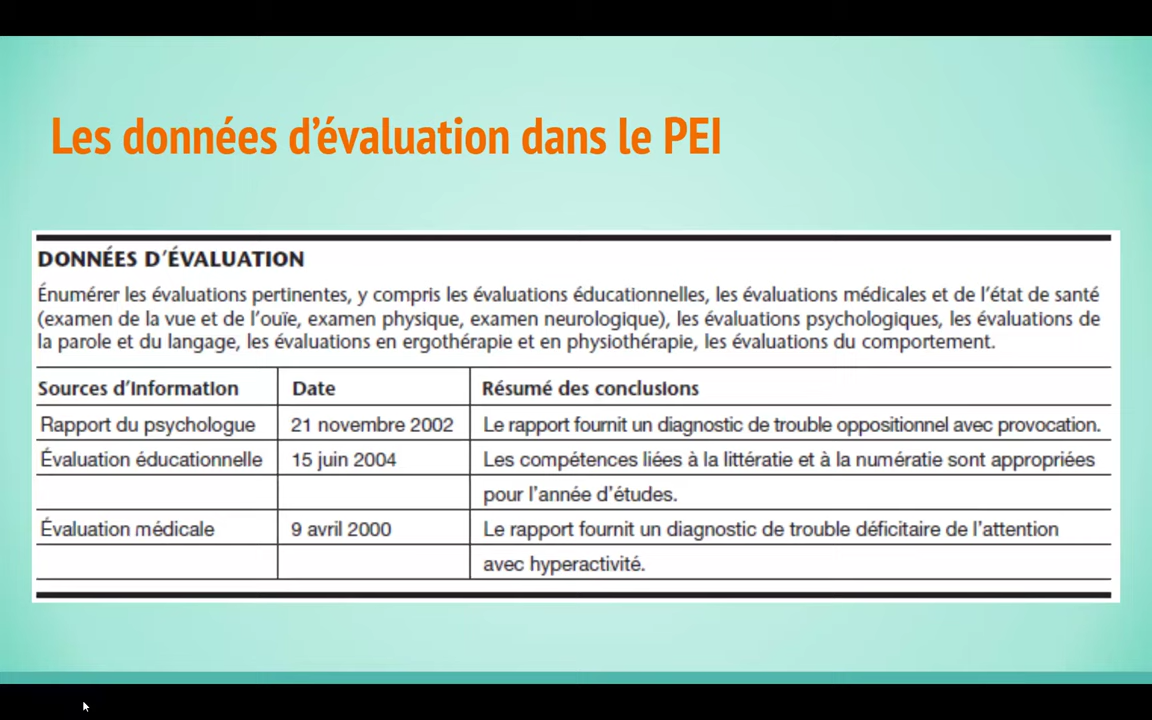 Les données d’évaluation dans le PEI
DONNÉES D’ÉVALUATION
Énumérer les évaluations pertinentes, y compris les évaluations éducationnelles, les évaluations médicales et de l’état de santé
(examen de la vue et de l’ouïe, examen physique, examen neurologique), les évaluations psychologiques, les évaluations de
la parole et du langage, les évaluations en ergothérapie et en physiothérapie, les évaluations du comportement.
Sources d’information Date Résumé des conclusions
Rapport du psychologue 21 novembre 2002 Le rapport fournit un diagnostic de trouble oppositionnel avec provocation.
Évaluation éducationnelle 15 juin 2004 Les compétences liées à la littératie et à la numératie sont appropriées
pour l’année d’études.
Évaluation médicale 9 avril 2000 Le rapport fournit un diagnostic de trouble déficitaire de l’attention
avec hyperactivité.